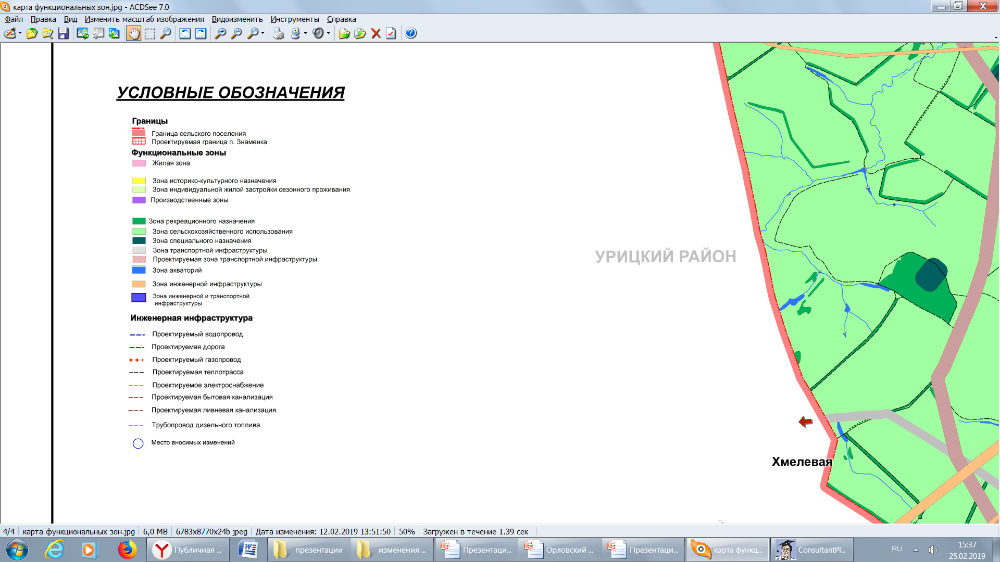 карта функциональных зон.jpg - ACDSee 7.0
Файл Правка Вид Изменить масштаб изображения Видоизменить Инструменты Справка
УСЛОВНЫЕ ОБОЗНАЧЕНИЯ
Границы
Граница сельского поселения
Проектируемая граница п. Знаменка
Функциональные зоны
Жилая зона
Зона историко-культурного назначения
Зона индивидуальной жилой застройки сезонного проживания
Производственные зоны
Зона рекреационного назначения
Зона сельскохозяйственного использования
Зона специального назначения
Зона транспортной инфраструктуры
Проектируемая зона транспортной инфраструктуры
Зона акваторий
Зона инженерной инфраструктуры
Зона инженерной и транспортной
инфраструктуры
Инженерная инфраструктура
Проектируемый водопровод
Проектируемая дорога
Проектируемый газопровод
Проектируемая теплотрасса
Проектируемое электроснабжение
Проектируемая бытовая канализация
Проектируемая ливневая канализация
Трубопровод дизельного топлива
Место вносимых изменений
УРИЦКИЙ РАЙОН
Хмелевая
4/4 карта функциональных зон.jpg 6,0 MB 6783x8770x24b jpeg Дата изменения: 12.02.2019 13:51:50 50% Загружен в течение 1.39 сек
Публичная ... презентации изменения ... Презентаци... Орловский ... Презентаци... карта функц... ConsultantPl... RU 15:37
25.02.2019